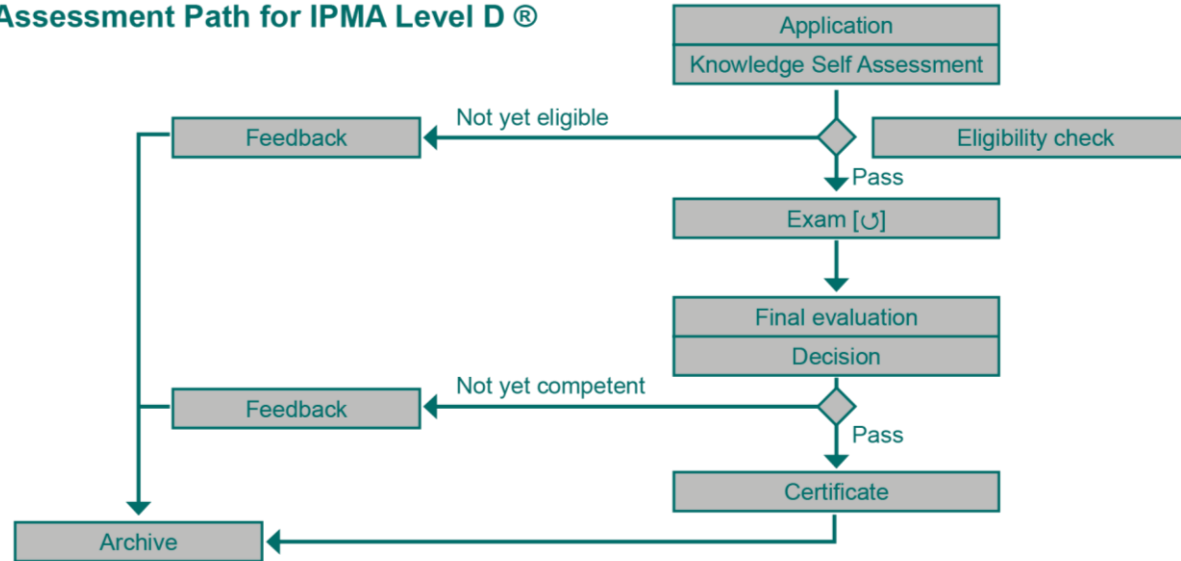 Assessment Path for IPMA Level D ®
Application
Knowledge Self Assessment
Not yet eligible
Feedback
Eligibility check
Pass
Exam [↺]
Final evaluation
Decision
Not yet competent
Feedback
Pass
Certificate
Archive